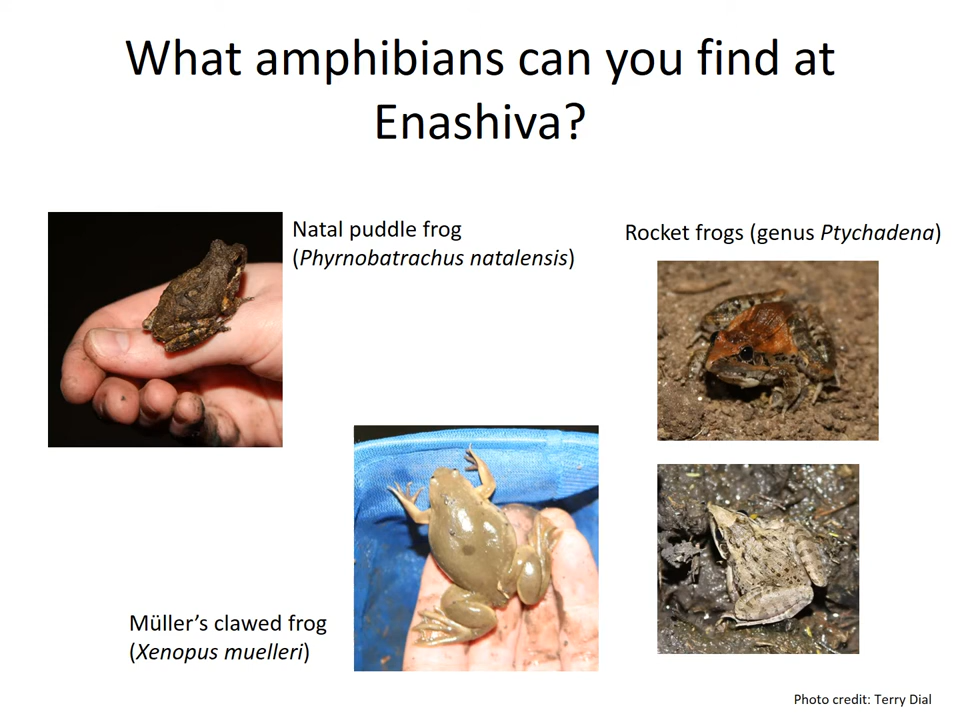 What amphibians can you find at
Enashiva?
Natal puddle frog
(Phyrnobatrachus natalensis)
Rocket frogs (genus Ptychadena)
Müller’s clawed frog
(Xenopus muelleri)
Photo credit: Terry Dial